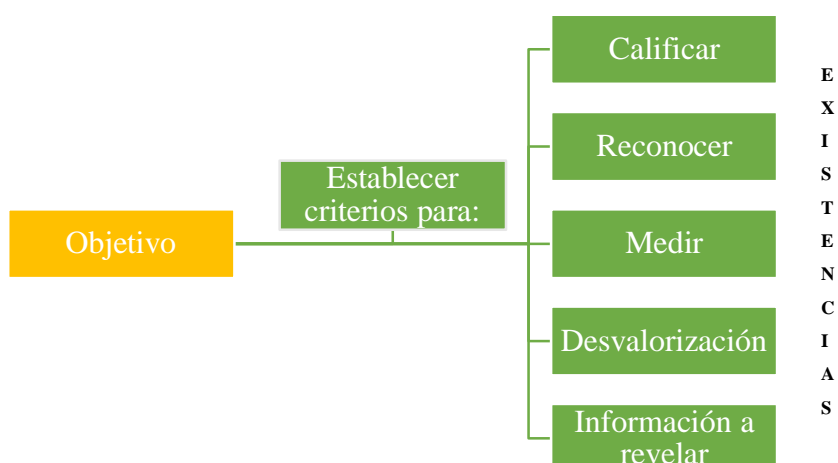 Objetivo
Establecer
criterios para:
Calificar
Reconocer
Medir
Desvalorización
Información a
revelar
E
X
I
S
T
E
N
C
I
A
S